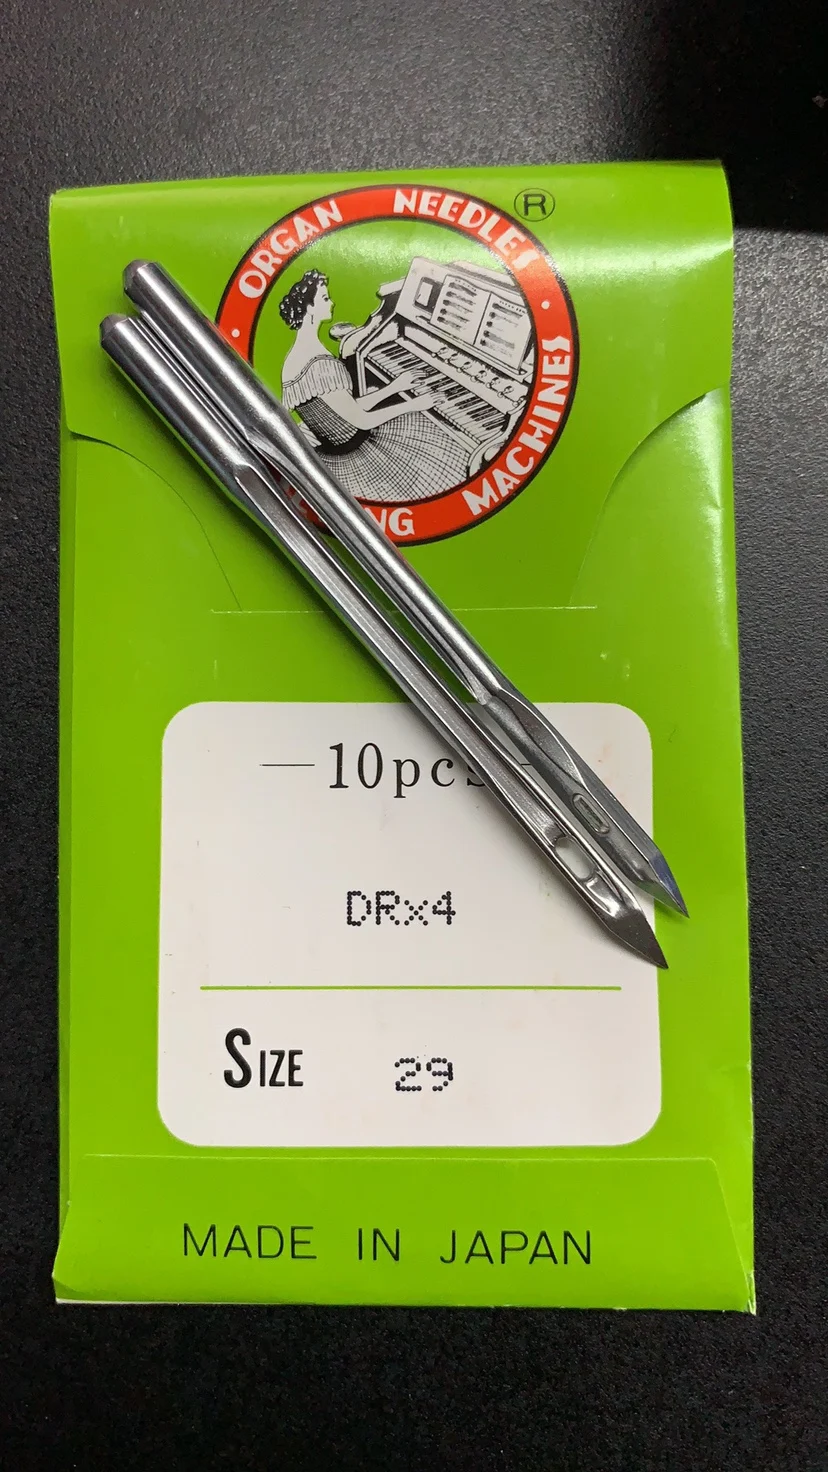 ORGAN NEEDLES ®
MACHINES
10pcs
DRx4
SIZE 29
MADE IN JAPAN